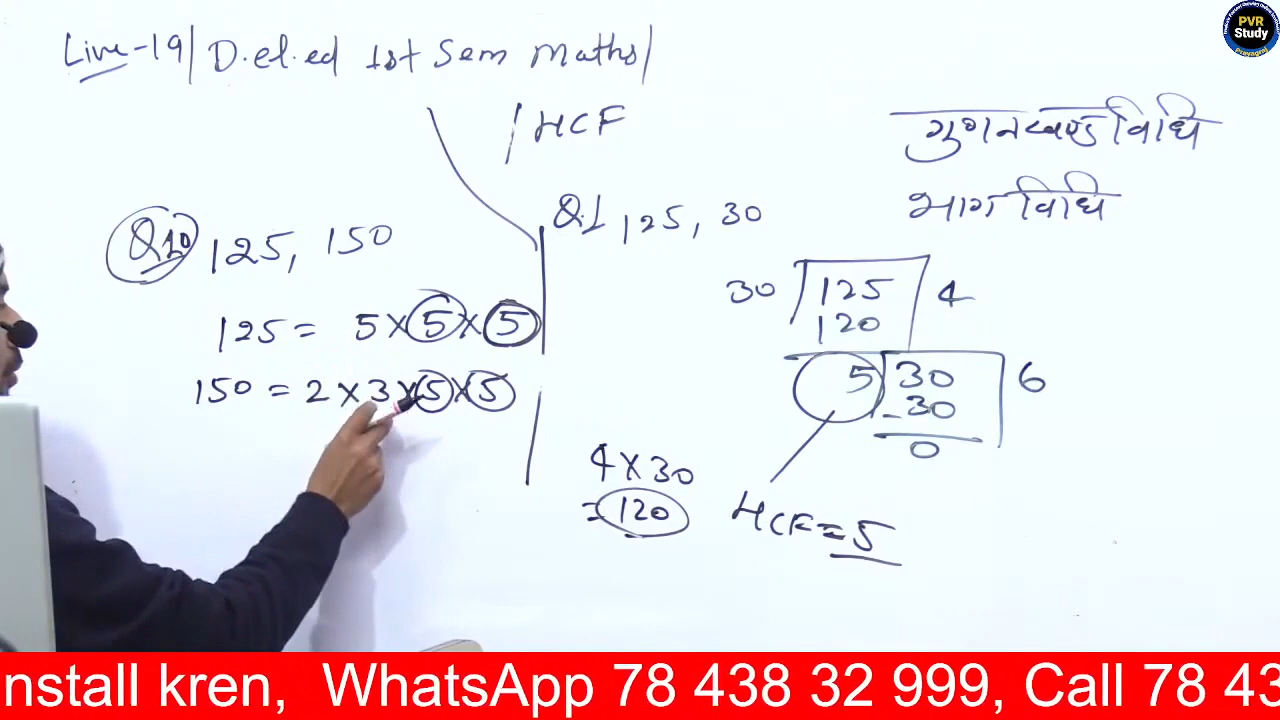 Live-19/ D.el.ed 1st Sem Maths/
/HCF
PVR
Study
Prayagraj
गुणनखण्ड विधि
भाग विधि
Q10 125, 150
125 = 5×5×5
150 = 2×3×5×5
Q.1 125, 30
30 125 4
120
5 30 6
-30
0
4×30
=120
HCF=5
nstall kren, WhatsApp 78 438 32 999, Call 78 43